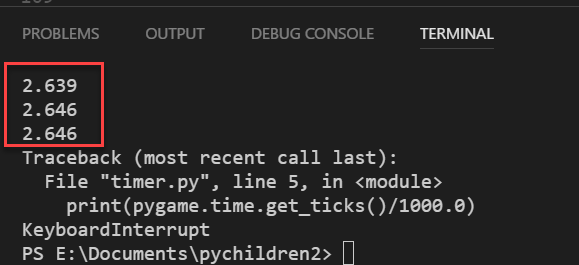 PROBLEMS OUTPUT DEBUG CONSOLE TERMINAL
2.639
2.646
2.646
Traceback (most recent call last):
  File "timer.py", line 5, in <module>
    print(pygame.time.get_ticks()/1000.0)
KeyboardInterrupt
PS E:\Documents\pychildren2>